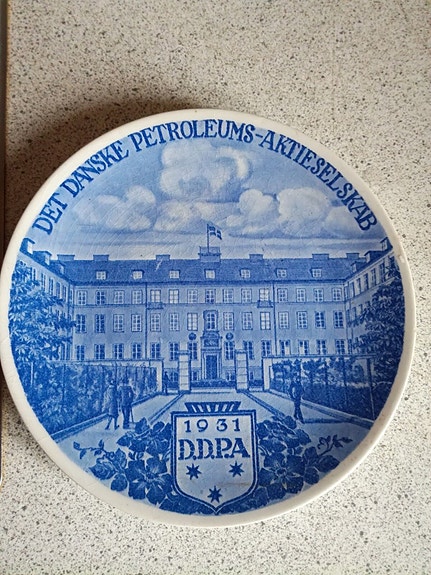 DET DANSKE PETROLEUMS-AKTIESELSKAB
1931
D.D.P.A